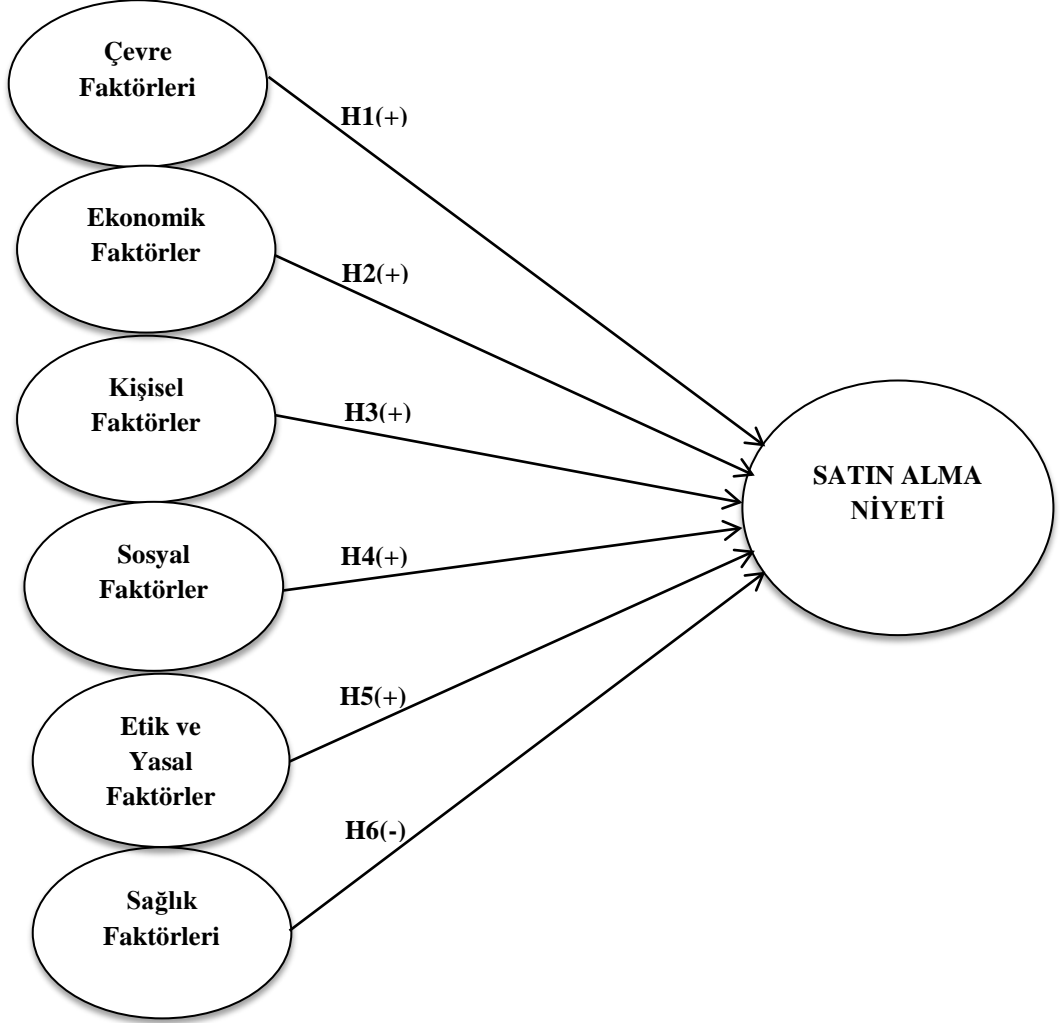 Çevre
Faktörleri
H1(+)
Ekonomik
Faktörler
H2(+)
Kişisel
Faktörler
H3(+)
SATIN ALMA
NİYETİ
Sosyal
Faktörler
H4(+)
Etik ve
Yasal
Faktörler
H5(+)
H6(-)
Sağlık
Faktörleri